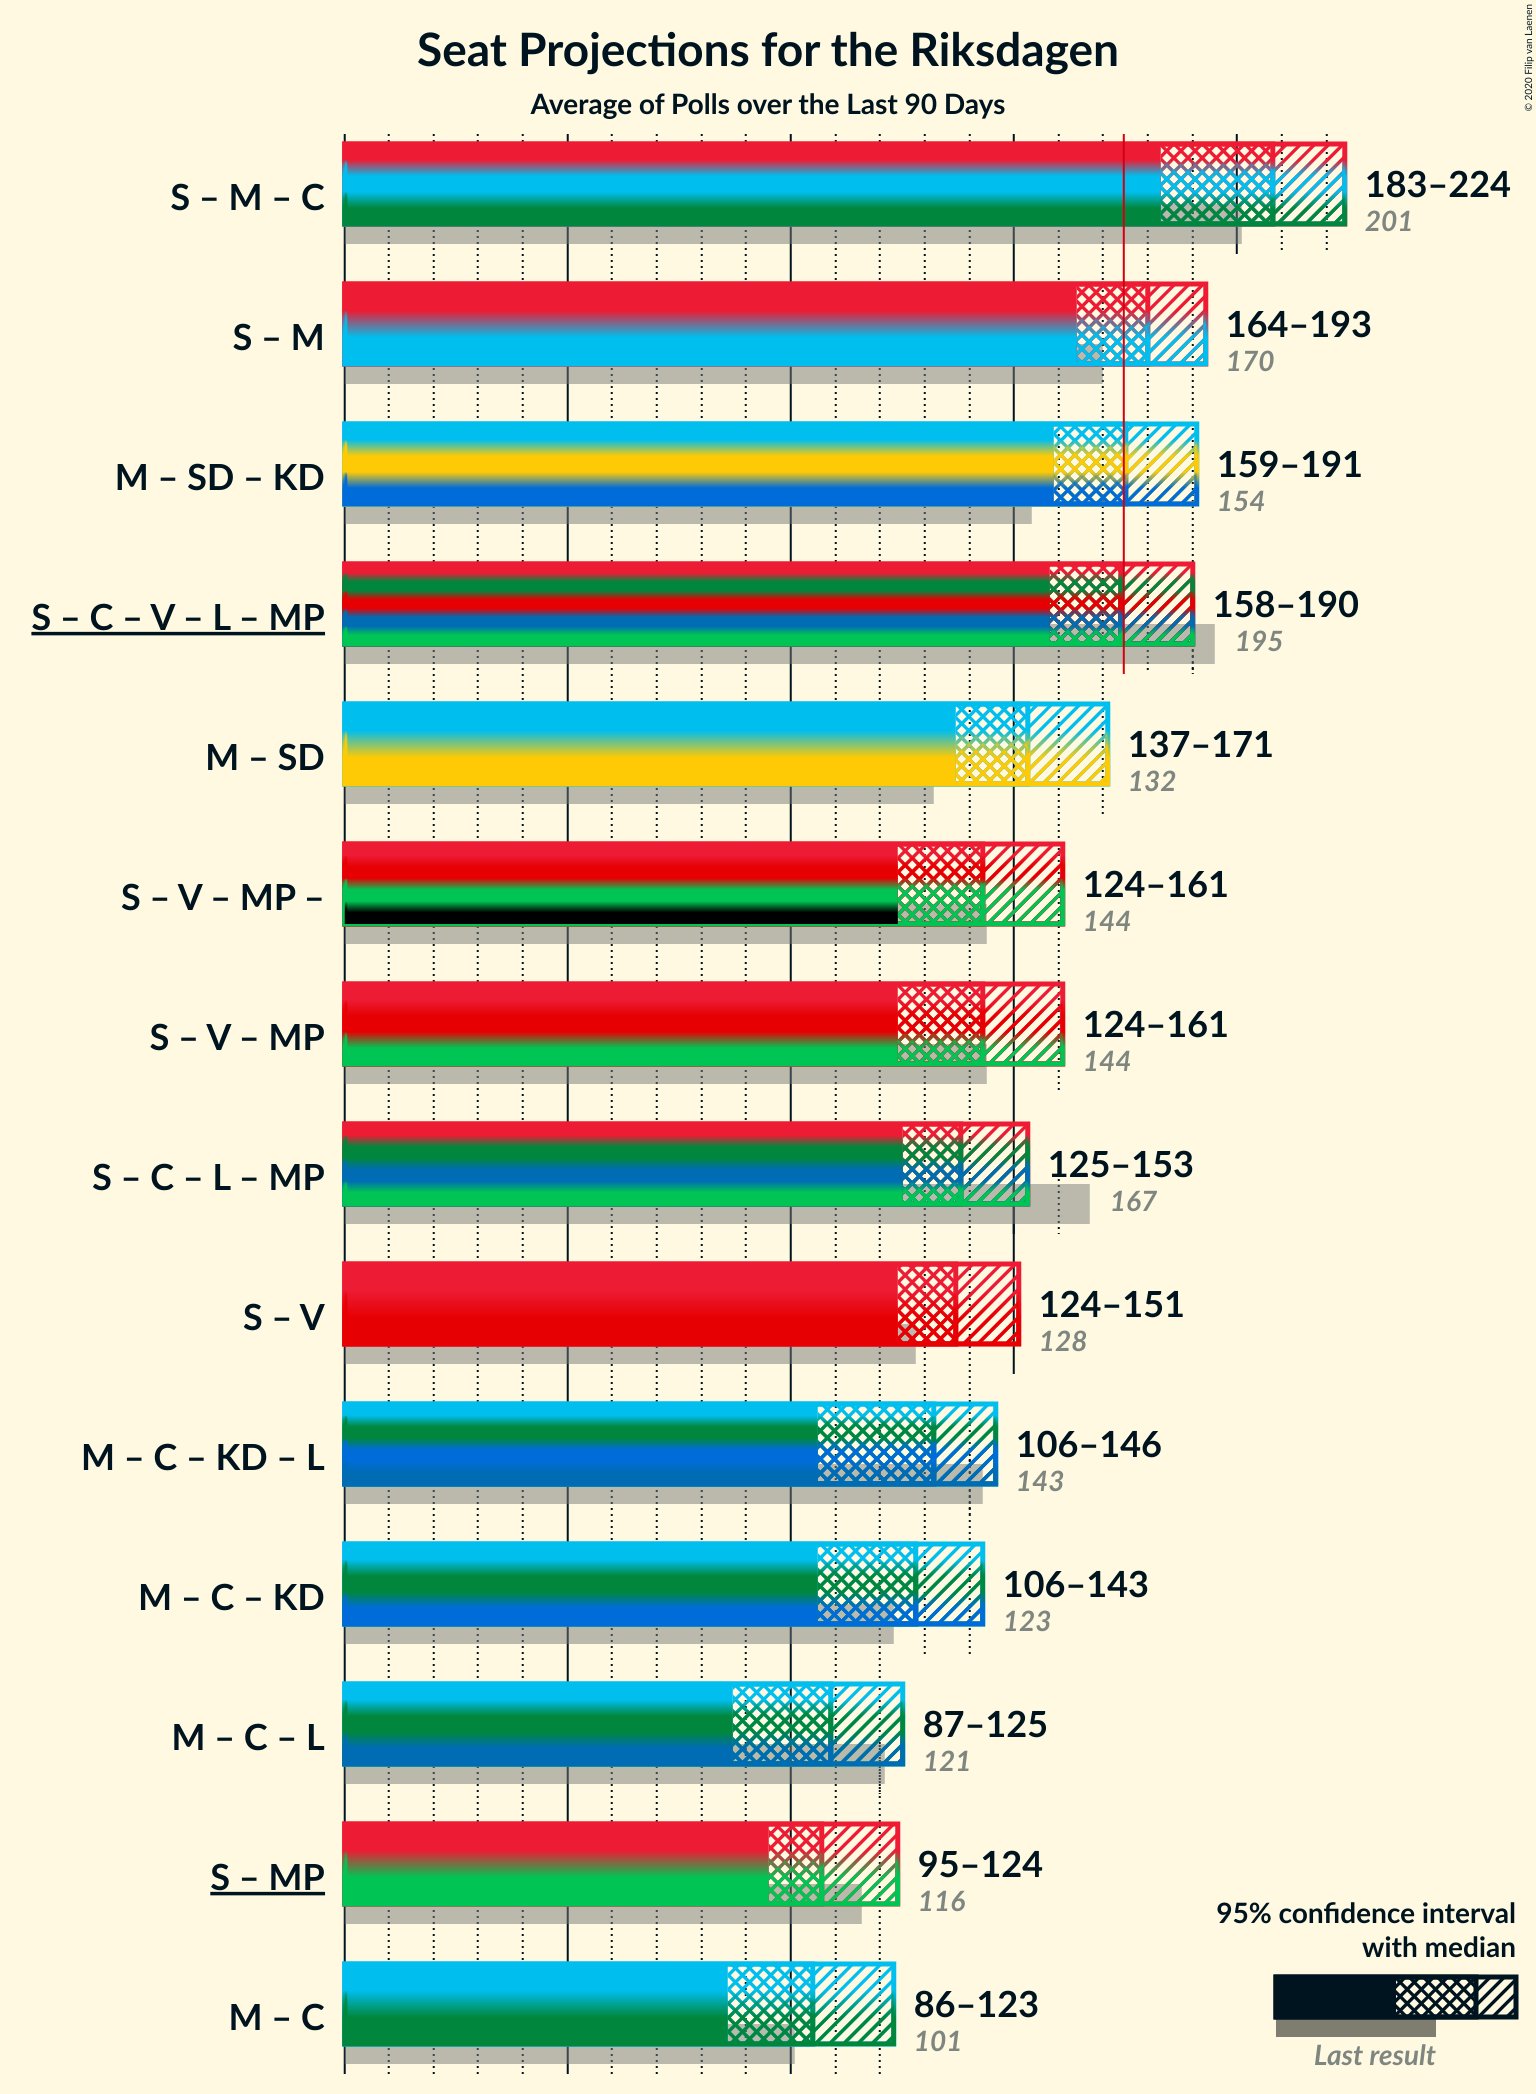 Seat Projections for the Riksdagen
Average of Polls over the Last 90 Days
© 2020 Filip van Laenen
S – M – C
183–224
201
S – M
164–193
170
M – SD – KD
159–191
154
S – C – V – L – MP
158–190
195
M – SD
137–171
132
S – V – MP –
124–161
144
S – V – MP
124–161
144
S – C – L – MP
125–153
167
S – V
124–151
128
M – C – KD – L
106–146
143
M – C – KD
106–143
123
M – C – L
87–125
121
S – MP
95–124
116
M – C
86–123
101
95% confidence interval
with median
Last result